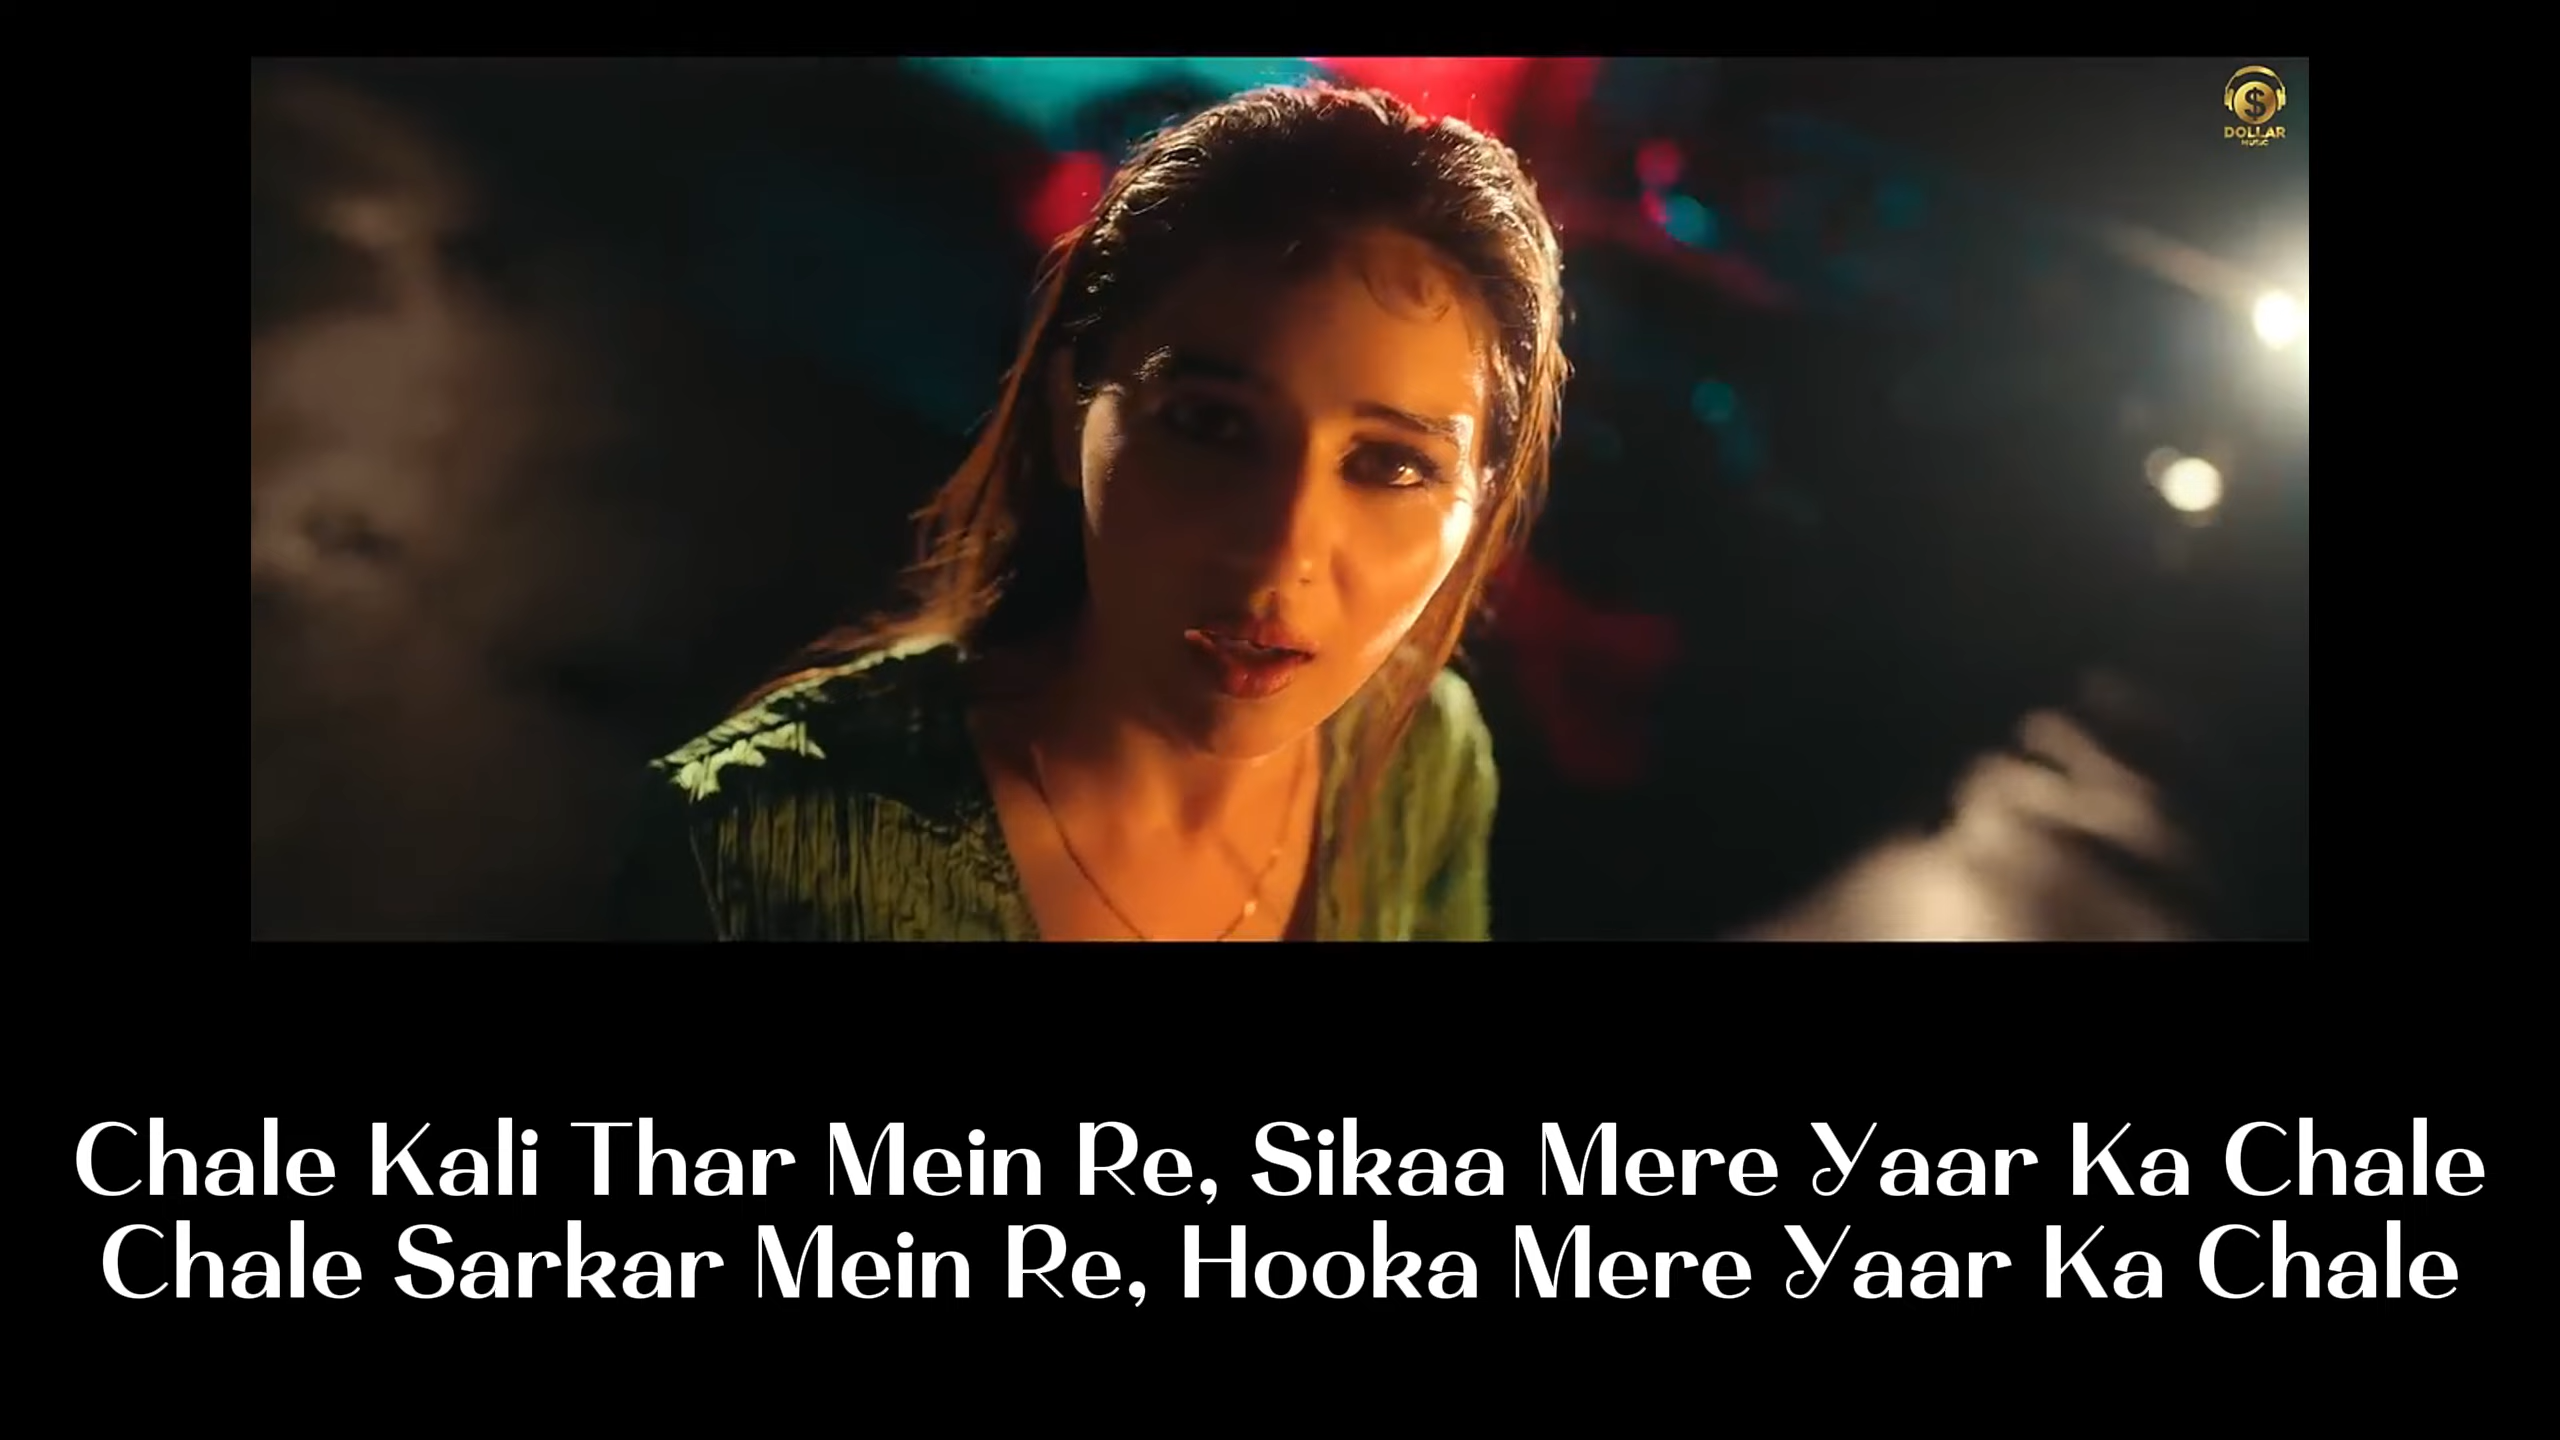 $
DOLLAR
MUSIC
Chale Kali Thar Mein Re, Sikaa Mere Yaar Ka Chale
Chale Sarkar Mein Re, Hooka Mere Yaar Ka Chale